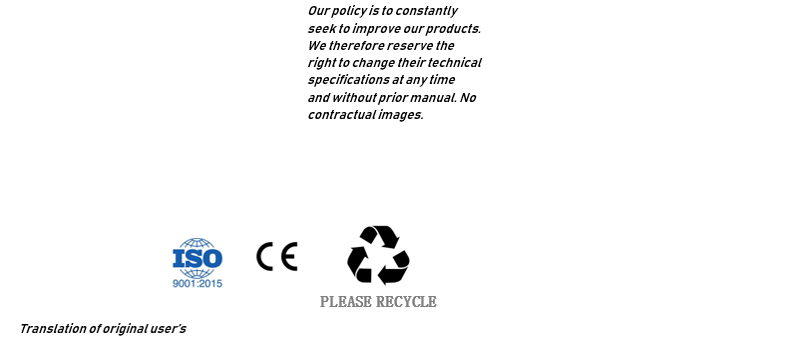 Our policy is to constantly
seek to improve our products.
We therefore reserve the
right to change their technical
specifications at any time
and without prior manual. No
contractual images.
ISO
9001:2015
CE
PLEASE RECYCLE
Translation of original user's